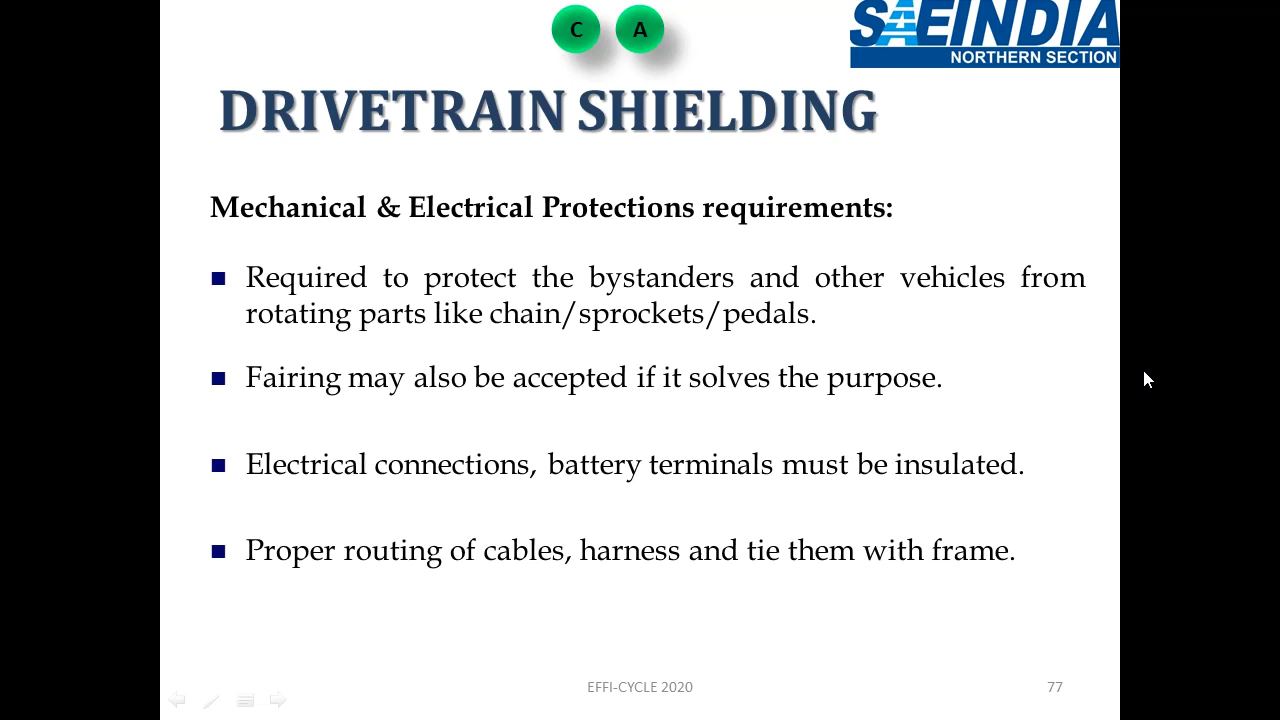 C A
SAEINDIA
NORTHERN SECTION
DRIVETRAIN SHIELDING
Mechanical & Electrical Protections requirements:
Required to protect the bystanders and other vehicles from
rotating parts like chain/sprockets/pedals.
Fairing may also be accepted if it solves the purpose.
Electrical connections, battery terminals must be insulated.
Proper routing of cables, harness and tie them with frame.
EFFI-CYCLE 2020
77